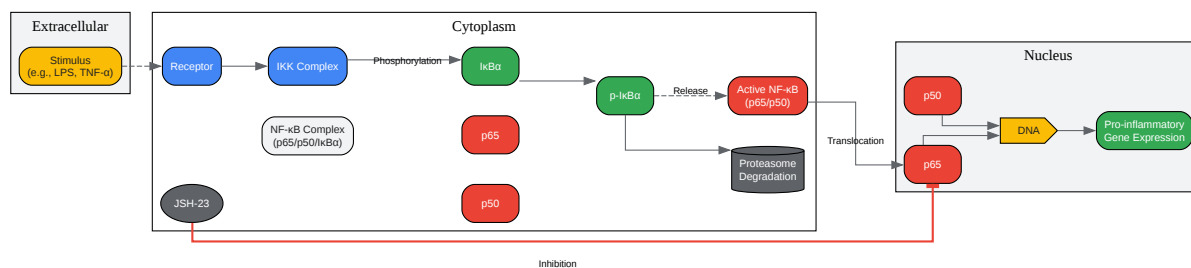 Extracellular
Stimulus
(e.g., LPS, TNF-α)
Cytoplasm
Receptor
IKK Complex
Phosphorylation
IκBα
NF-κB Complex
(p65/p50/IκBα)
p65
p50
JSH-23
p-IκBα
Release
Active NF-κB
(p65/p50)
Proteasome
Degradation
Translocation
Nucleus
p50
p65
DNA
Pro-inflammatory
Gene Expression
Inhibition